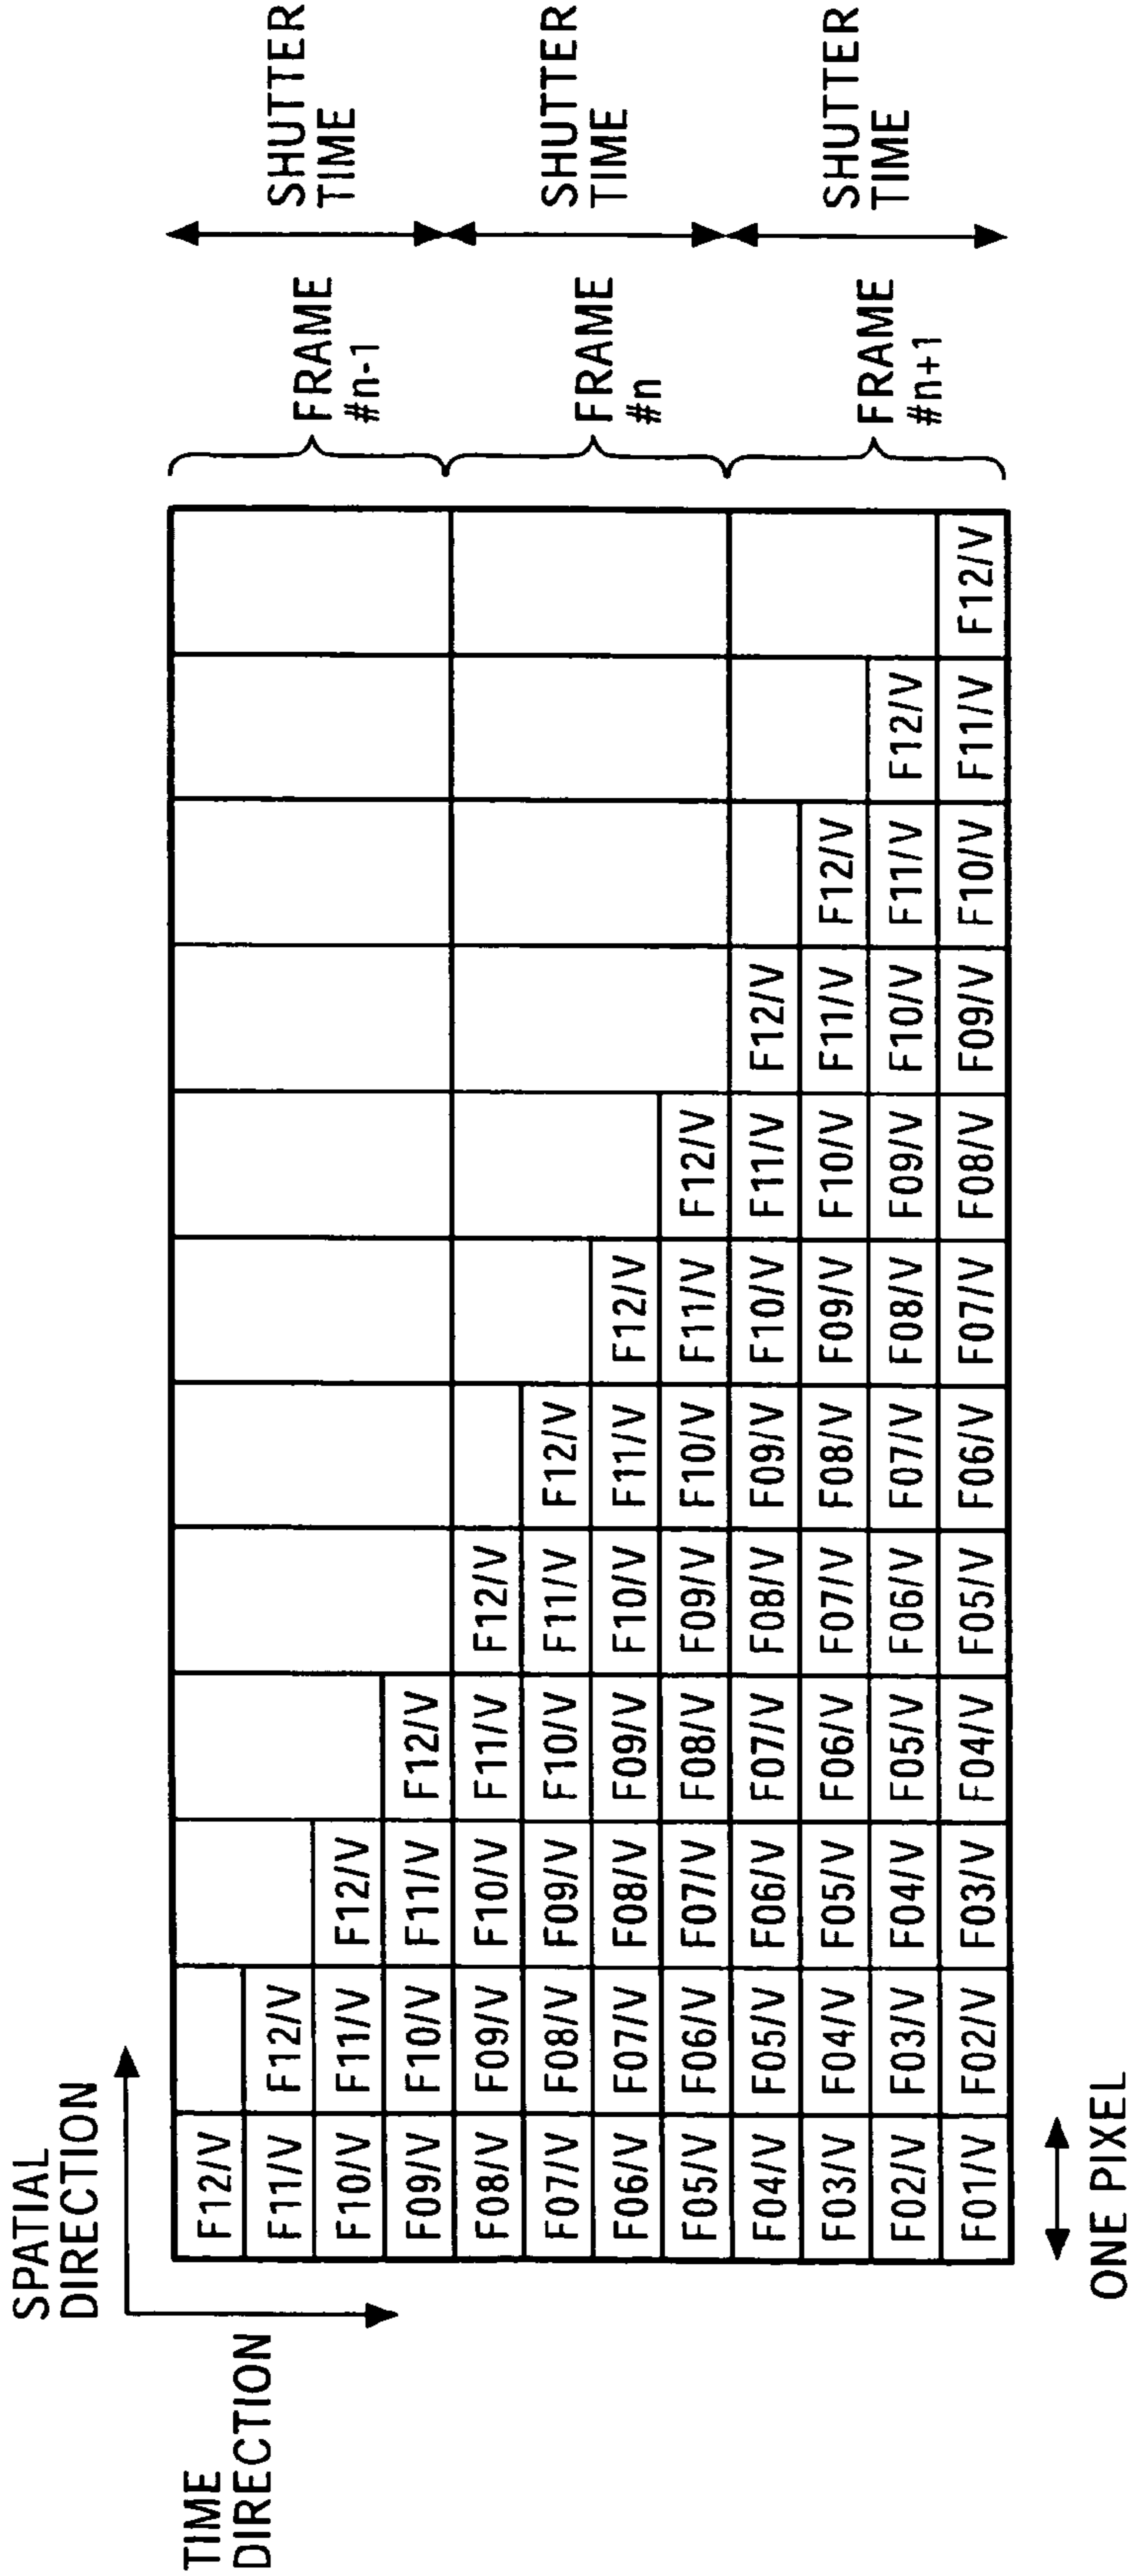 SPATIAL
DIRECTION
TIME
DIRECTION
F12/V
F11/V F12/V
F10/V F11/V F12/V
F09/V F10/V F11/V F12/V
FRAME
#n-1
SHUTTER
TIME
F08/V F09/V F10/V F11/V F12/V
F07/V F08/V F09/V F10/V F11/V F12/V
F06/V F07/V F08/V F09/V F10/V F11/V F12/V
F05/V F06/V F07/V F08/V F09/V F10/V F11/V F12/V
FRAME
#n
SHUTTER
TIME
F04/V F05/V F06/V F07/V F08/V F09/V F10/V F11/V F12/V
F03/V F04/V F05/V F06/V F07/V F08/V F09/V F10/V F11/V F12/V
F02/V F03/V F04/V F05/V F06/V F07/V F08/V F09/V F10/V F11/V F12/V
F01/V F02/V F03/V F04/V F05/V F06/V F07/V F08/V F09/V F10/V F11/V F12/V
FRAME
#n+1
SHUTTER
TIME
ONE PIXEL